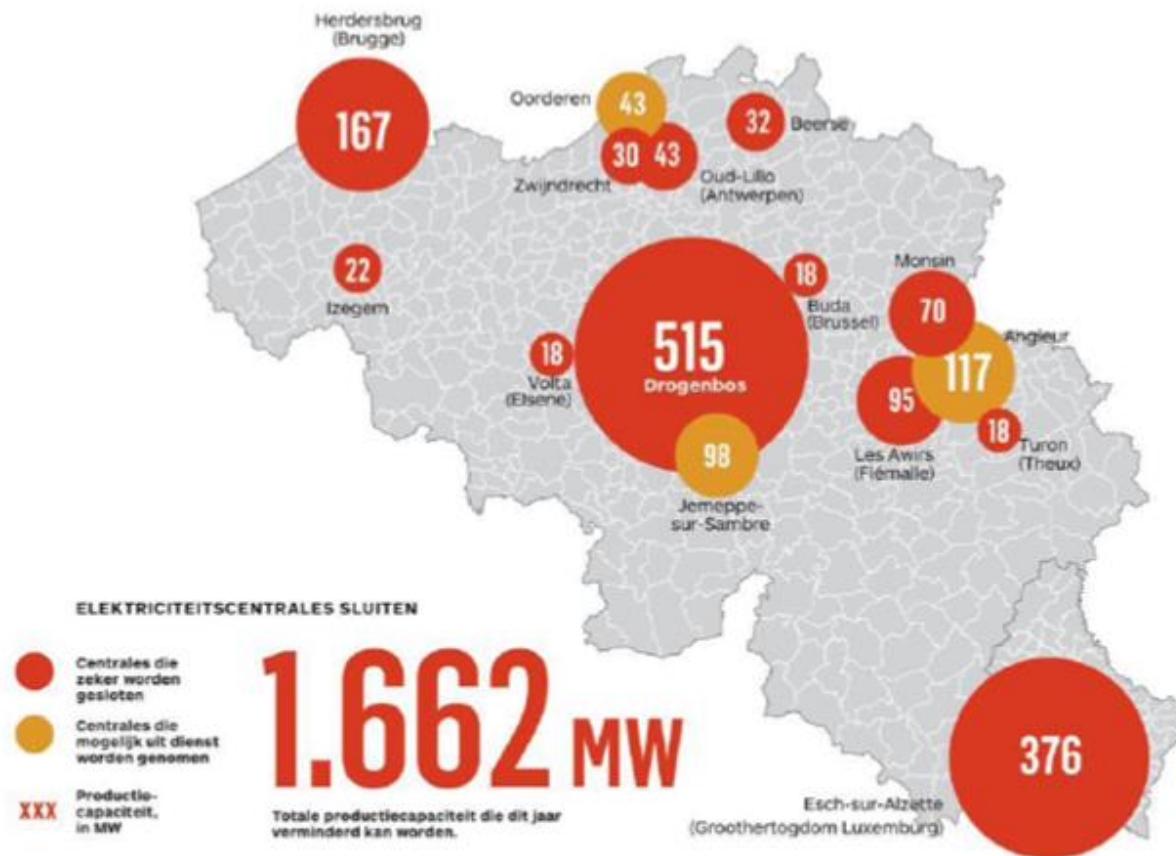 Herdersbrug
(Brugge)
167
Oorderen
43
32
Beerse
30
43
Zwijndrecht
Oud-Lillo
(Antwerpen)
22
Izegem
18
Buda
(Brussel)
Monsin
70
515
Drogenbos
18
Volta
(Elsene)
Angleur
117
95
18
Les Awirs
(Flémalle)
Turon
(Theux)
98
Jemeppe-
sur-Sambre
ELEKTRICITEITSCENTRALES SLUITEN
Centrales die
zeker worden
gesloten
Centrales die
mogelijk uit dienst
worden genomen
XXX
Productie-
capaciteit,
in MW
1.662 MW
Totale productiecapaciteit die dit jaar
verminderd kan worden.
376
Esch-sur-Alzette
(Groothertogdom Luxemburg)